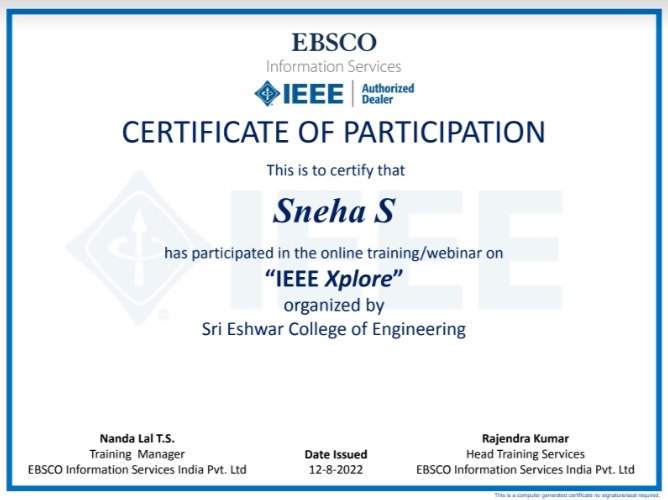 EBSCO
Information Services
IEEE Authorized Dealer
CERTIFICATE OF PARTICIPATION
This is to certify that
Sneha S
has participated in the online training/webinar on
“IEEE Xplore”
organized by
Sri Eshwar College of Engineering
IEEE
Nanda Lal T.S.
Training Manager
EBSCO Information Services India Pvt. Ltd
Date Issued
12-8-2022
Rajendra Kumar
Head Training Services
EBSCO Information Services India Pvt. Ltd
This is a computer generated certificate no signature/seal required.